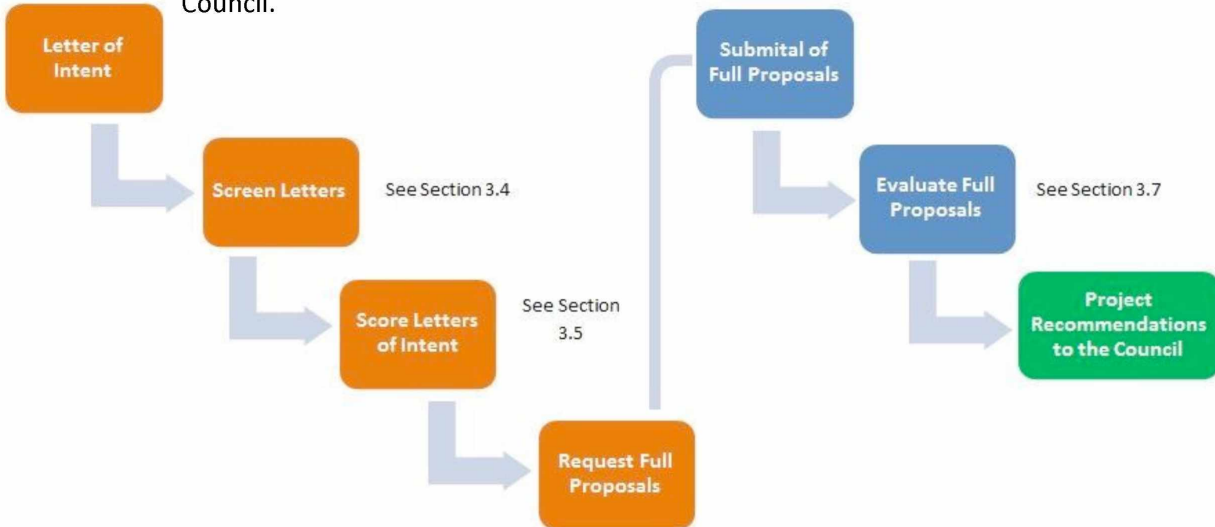 Council.
Letter of
Intent
Screen Letters
See Section 3.4
Score Letters
of Intent
See Section
3.5
Request Full
Proposals
Submital of
Full Proposals
Evaluate Full
Proposals
See Section 3.7
Project
Recommendations
to the Council